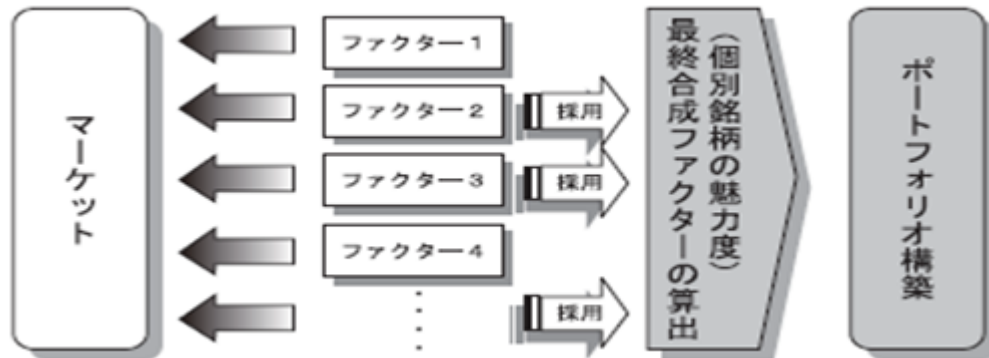 マーケット
ファクター1
ファクター2
採用
ファクター3
採用
ファクター4
採用
最終合成ファクターの算出
（個別銘柄の魅力度）
ポートフォリオ構築